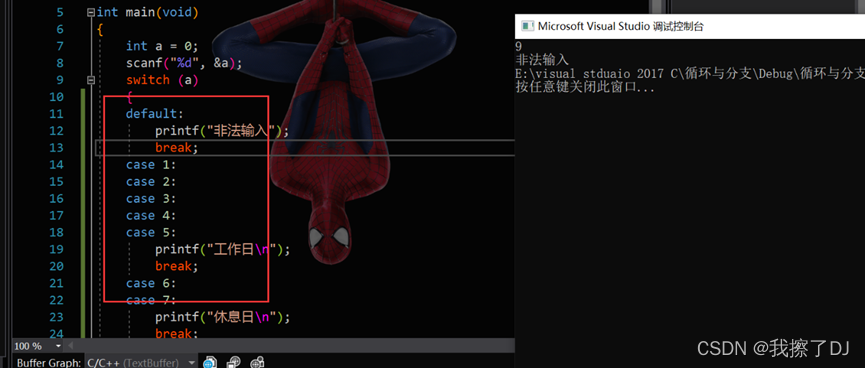 5 int main(void)
6 {
7 int a = 0;
8 scanf("%d", &a);
9 switch (a)
10 {
11 default:
12 printf("非法输入");
13 break;
14 case 1:
15 case 2:
16 case 3:
17 case 4:
18 case 5:
19 printf("工作日\n");
20 break;
21 case 6:
22 case 7:
23 printf("休息日\n");
24 break;
100 %
Buffer Graph: C/C++ (TextBuffer)
Microsoft Visual Studio 调试控制台
9
非法输入
E:\visual stduaio 2017 C\循环与分支\Debug\循环与分支
按任意键关闭此窗口...
CSDN @我擦了DJ